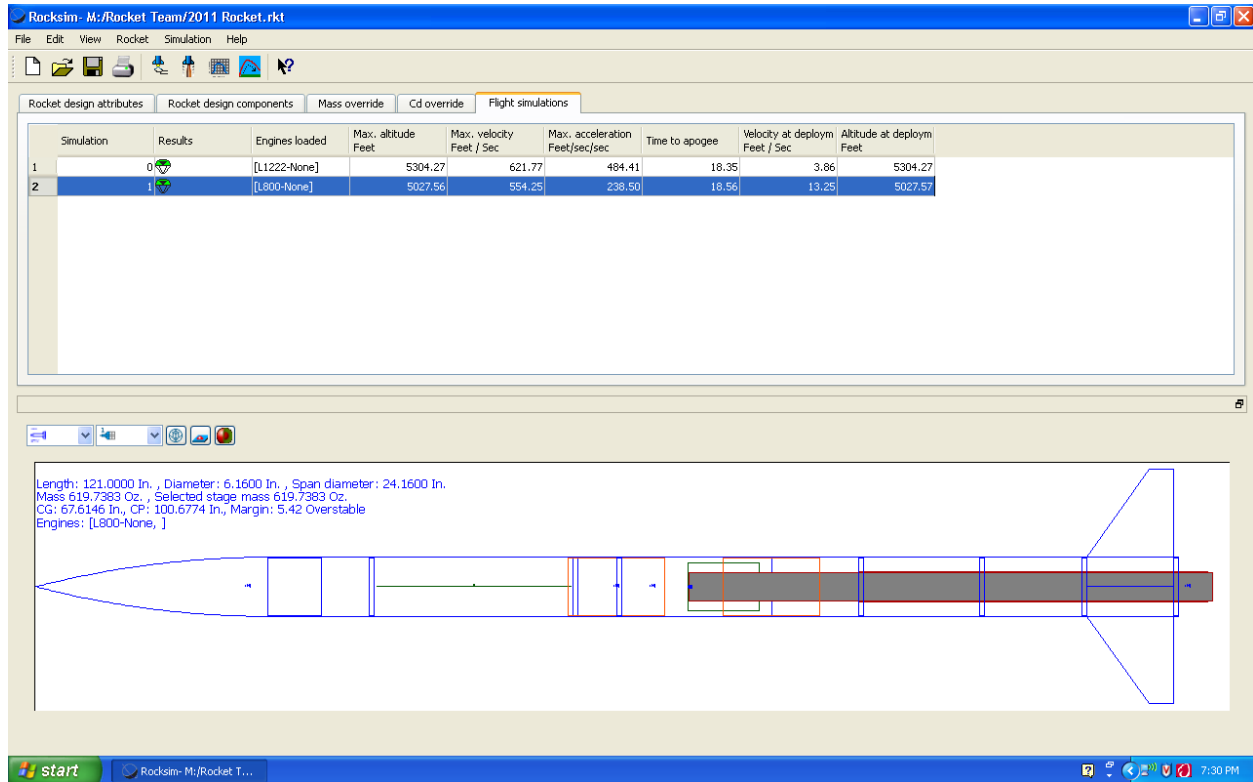 Rocksim- M:/Rocket Team/2011 Rocket.rkt
File Edit View Rocket Simulation Help
Rocket design attributes Rocket design components Mass override Cd override Flight simulations
Simulation Results Engines loaded Max. altitude Feet Max. velocity Feet / Sec Max. acceleration Feet/sec/sec Time to apogee Velocity at deploym Feet / Sec Altitude at deploym Feet
1 0 [L1222-None] 5304.27 621.77 484.41 18.35 3.86 5304.27
2 1 [L800-None] 5027.56 554.25 238.50 18.56 13.25 5027.57
Length: 121.0000 In. , Diameter: 6.1600 In. , Span diameter: 24.1600 In.
Mass 619.7383 Oz. , Selected stage mass 619.7383 Oz.
CG: 67.6146 In., CP: 100.6774 In., Margin: 5.42 Overstable
Engines: [L800-None, ]
start Rocksim- M:/Rocket T... 7:30 PM